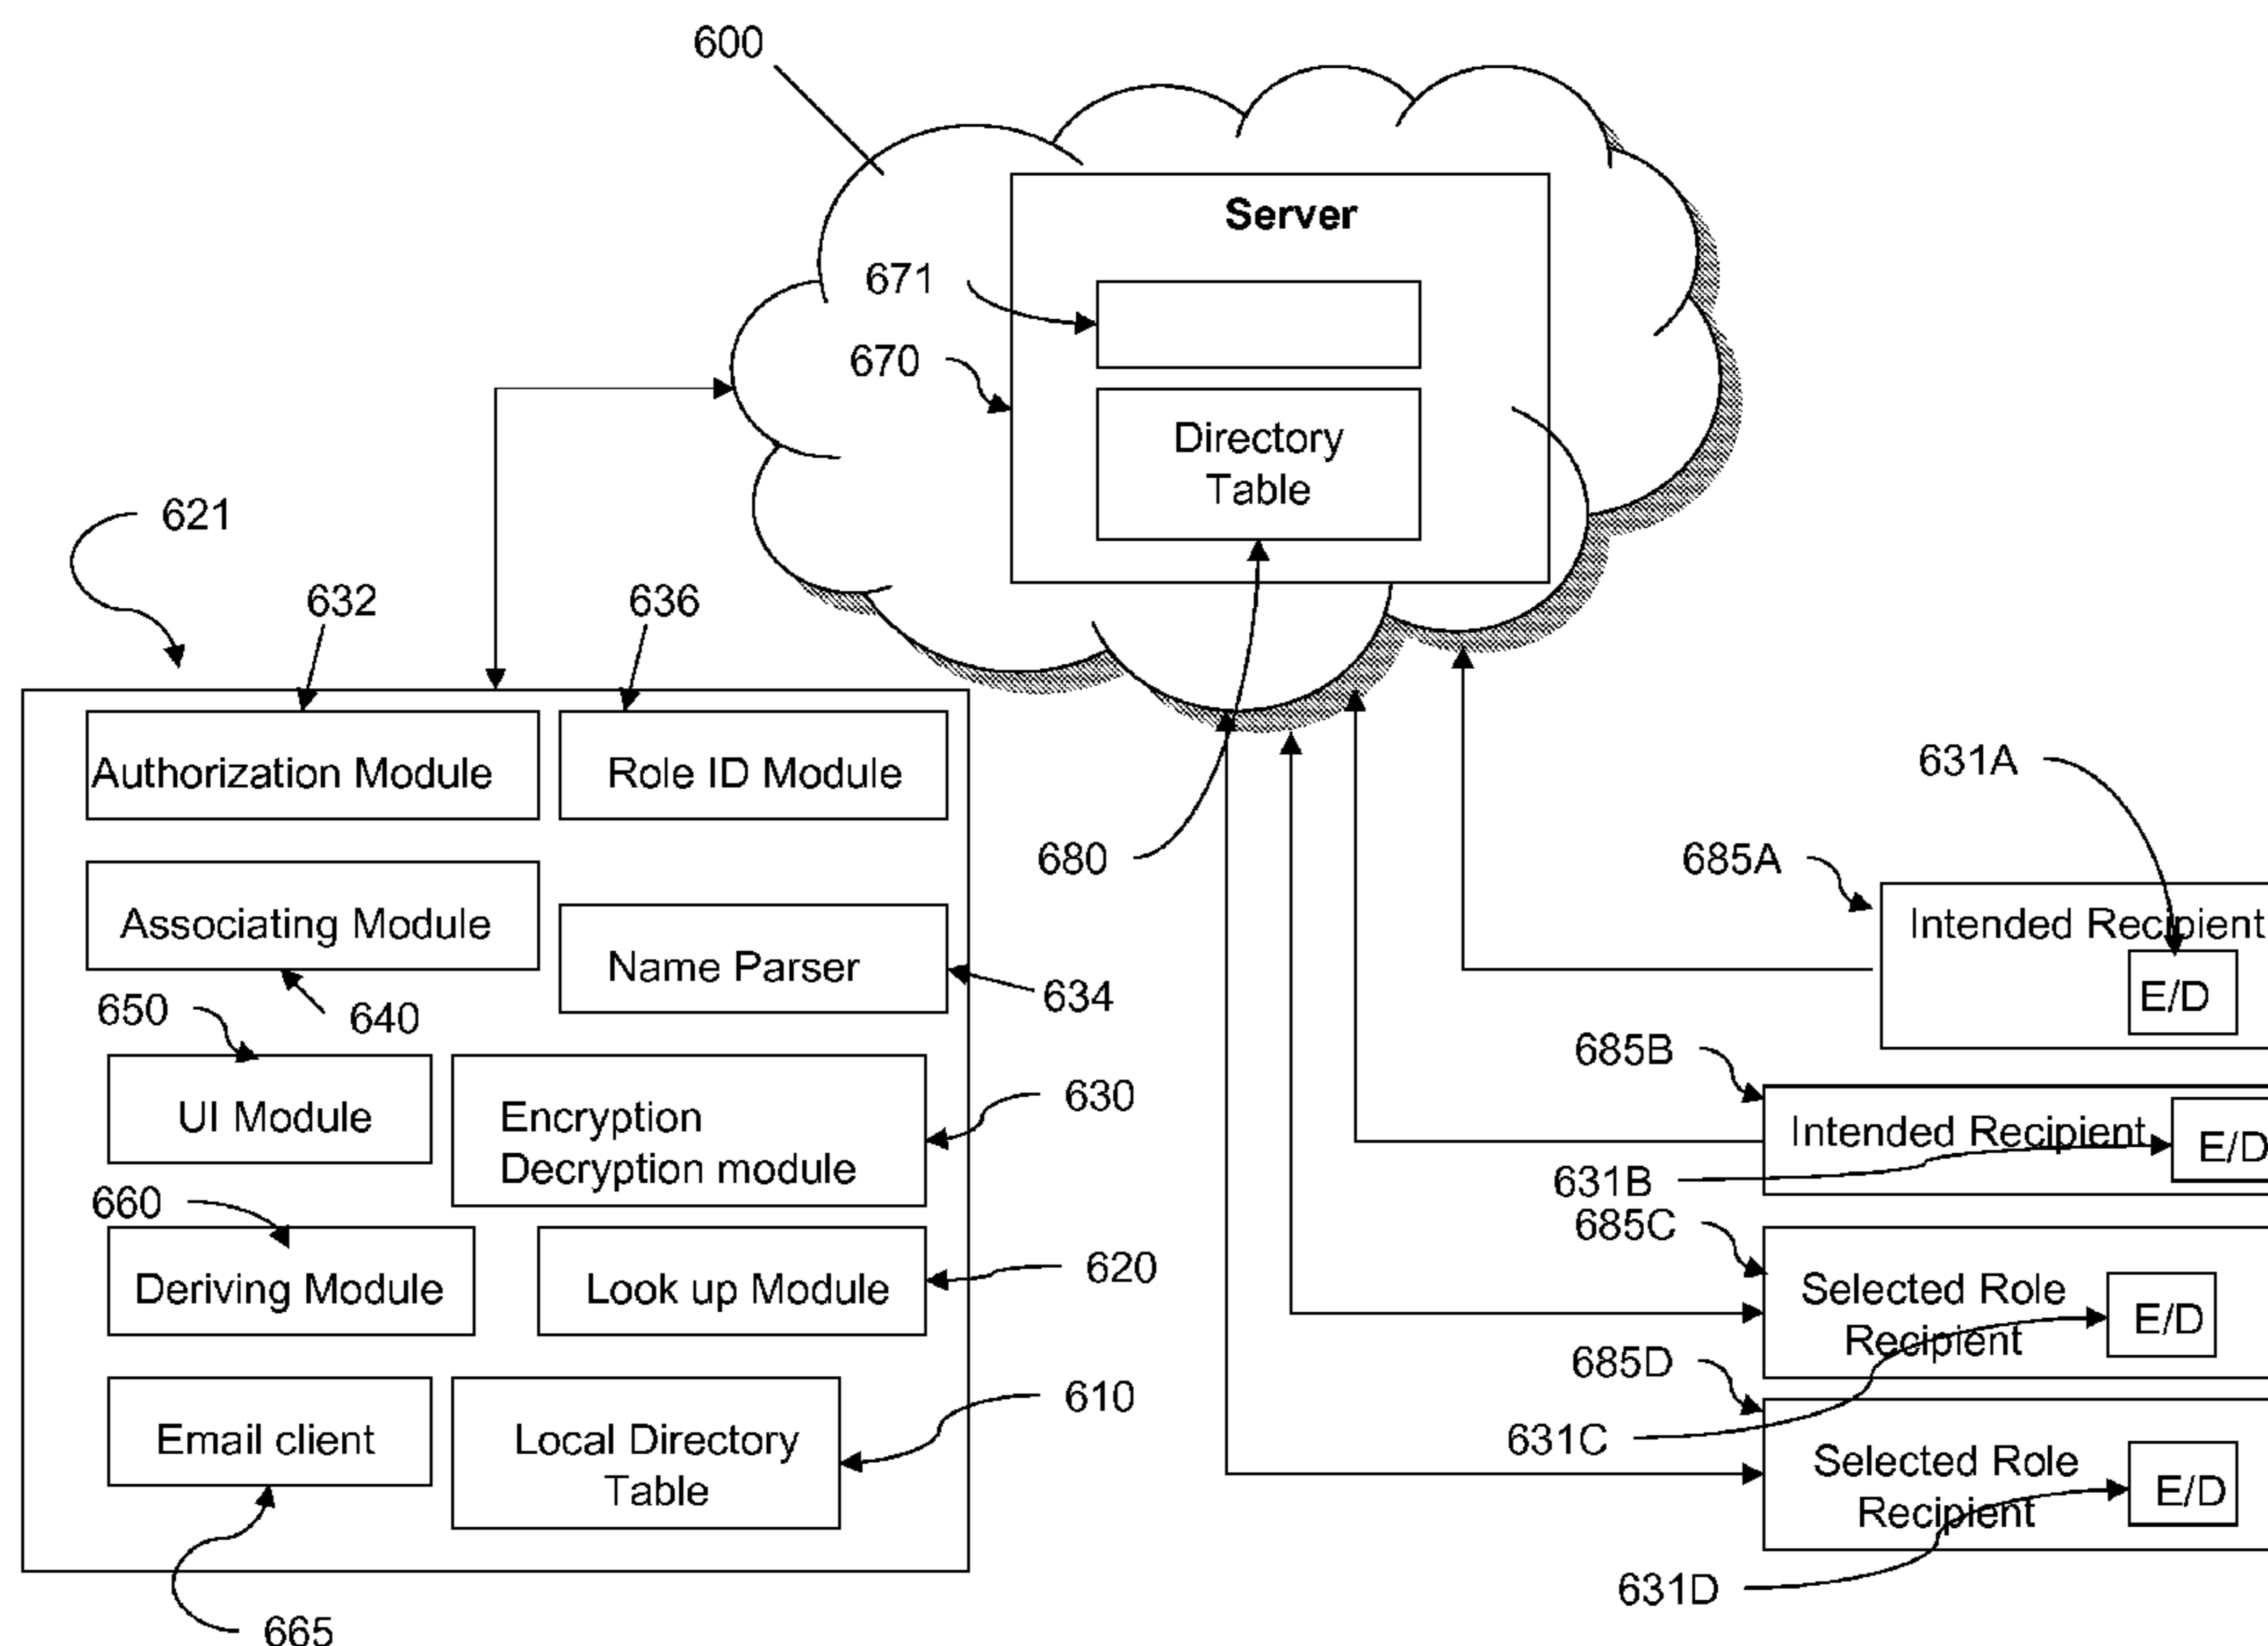 600
Server
671
670
Directory
Table
621
632
636
Authorization Module
Role ID Module
680
631A
685A
Intended Recipient
E/D
Associating Module
Name Parser
634
650
640
685B
UI Module
Encryption
Decryption module
630
Intended Recipient
E/D
631B
660
685C
Deriving Module
Look up Module
620
Selected Role
Recipient
E/D
685D
Email client
Local Directory
Table
610
631C
Selected Role
Recipient
E/D
631D
665